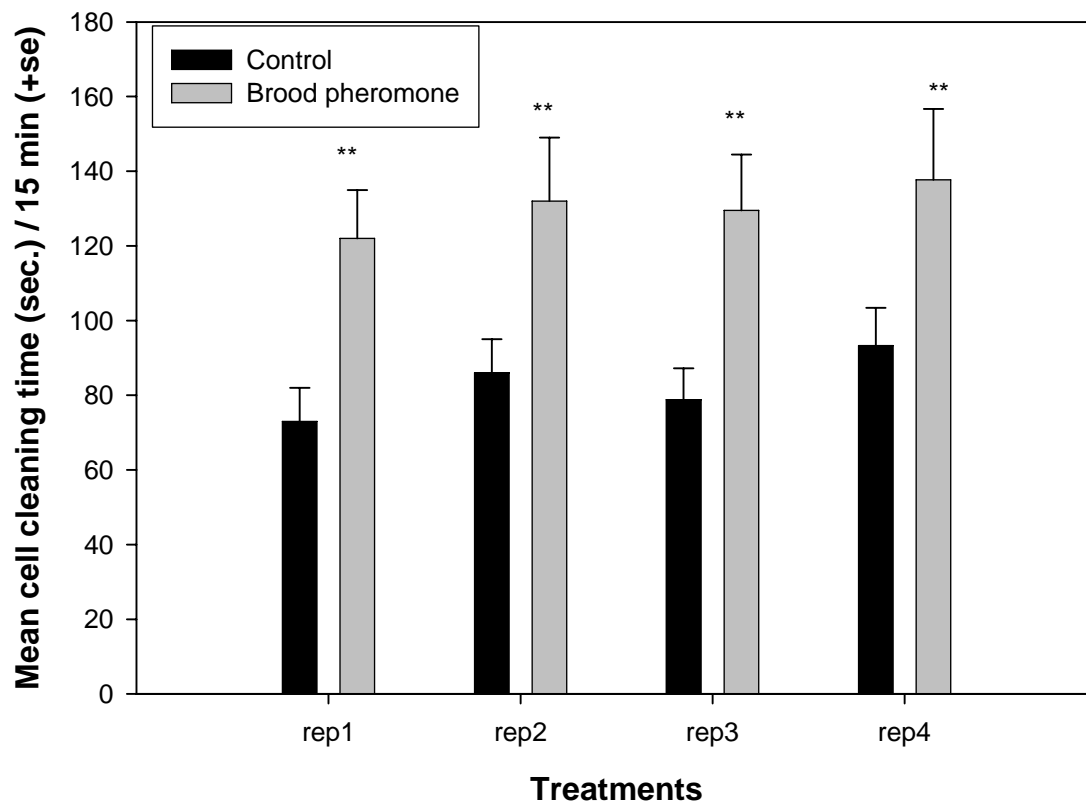 Mean cell cleaning time (sec.) / 15 min (+se)
180
160
140
120
100
80
60
40
20
0
Control
Brood pheromone
**
**
**
**
rep1
rep2
rep3
rep4
Treatments